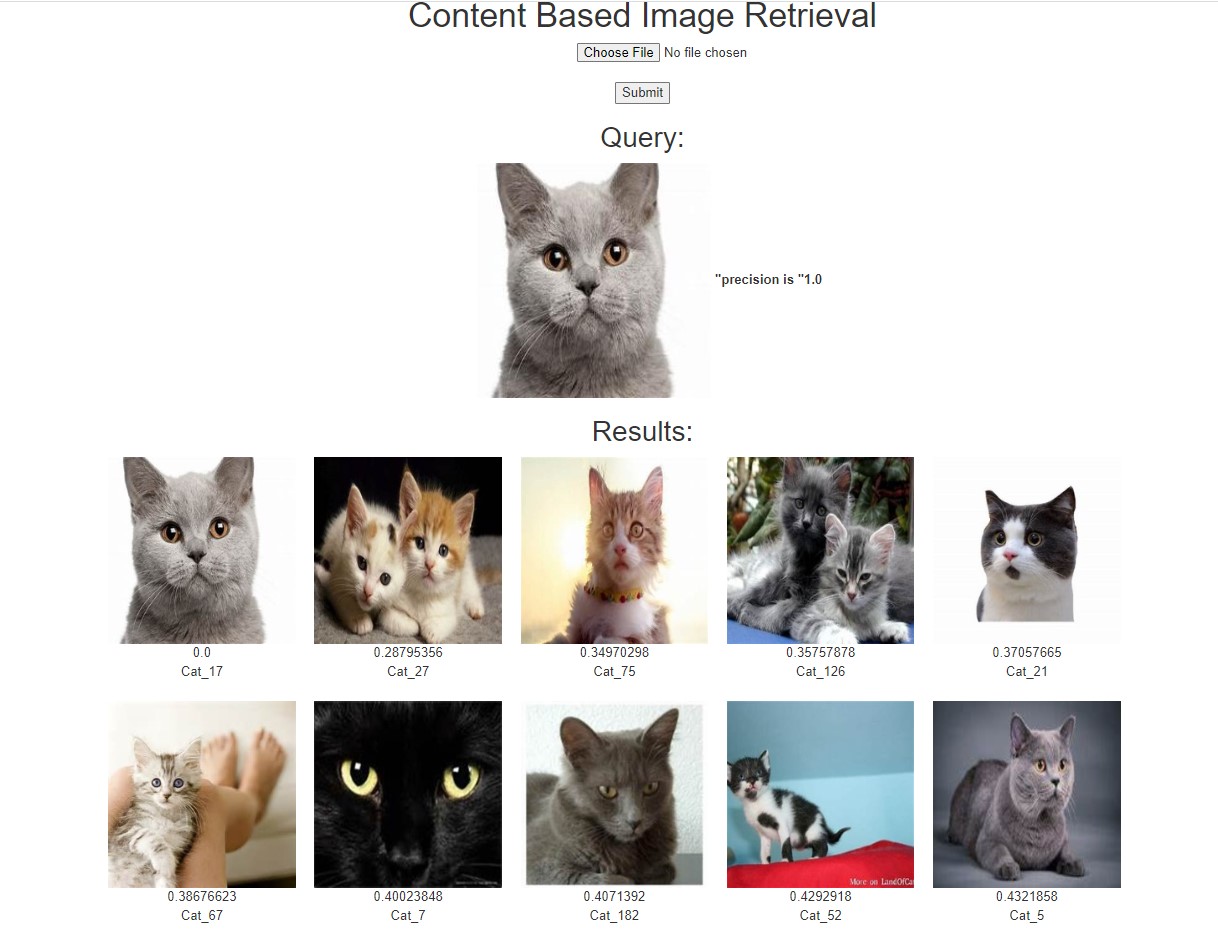 Content Based Image Retrieval
Choose File No file chosen
Submit
Query:
"precision is "1.0
Results:
0.0
Cat_17
0.28795356
Cat_27
0.34970298
Cat_75
0.35757878
Cat_126
0.37057665
Cat_21
0.38676623
Cat_67
0.40023848
Cat_7
0.4071392
Cat_182
More on LandOfCat
0.4292918
Cat_52
0.4321858
Cat_5